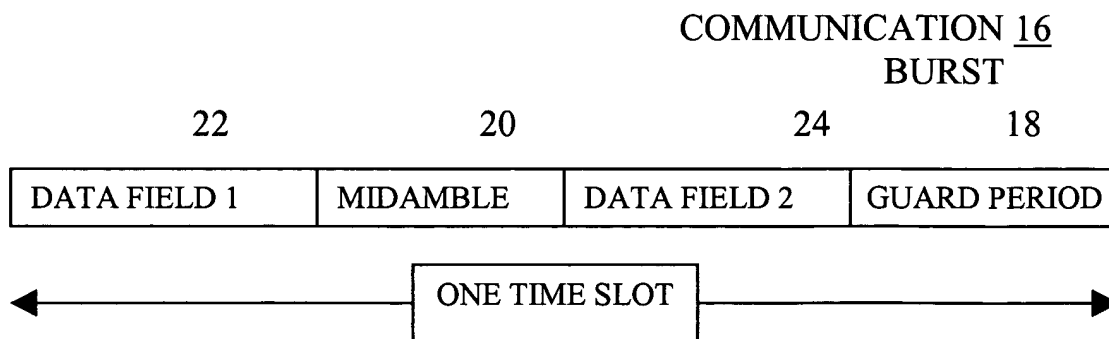 COMMUNICATION 16
BURST
22 20 24 18
DATA FIELD 1 MIDAMBLE DATA FIELD 2 GUARD PERIOD
ONE TIME SLOT